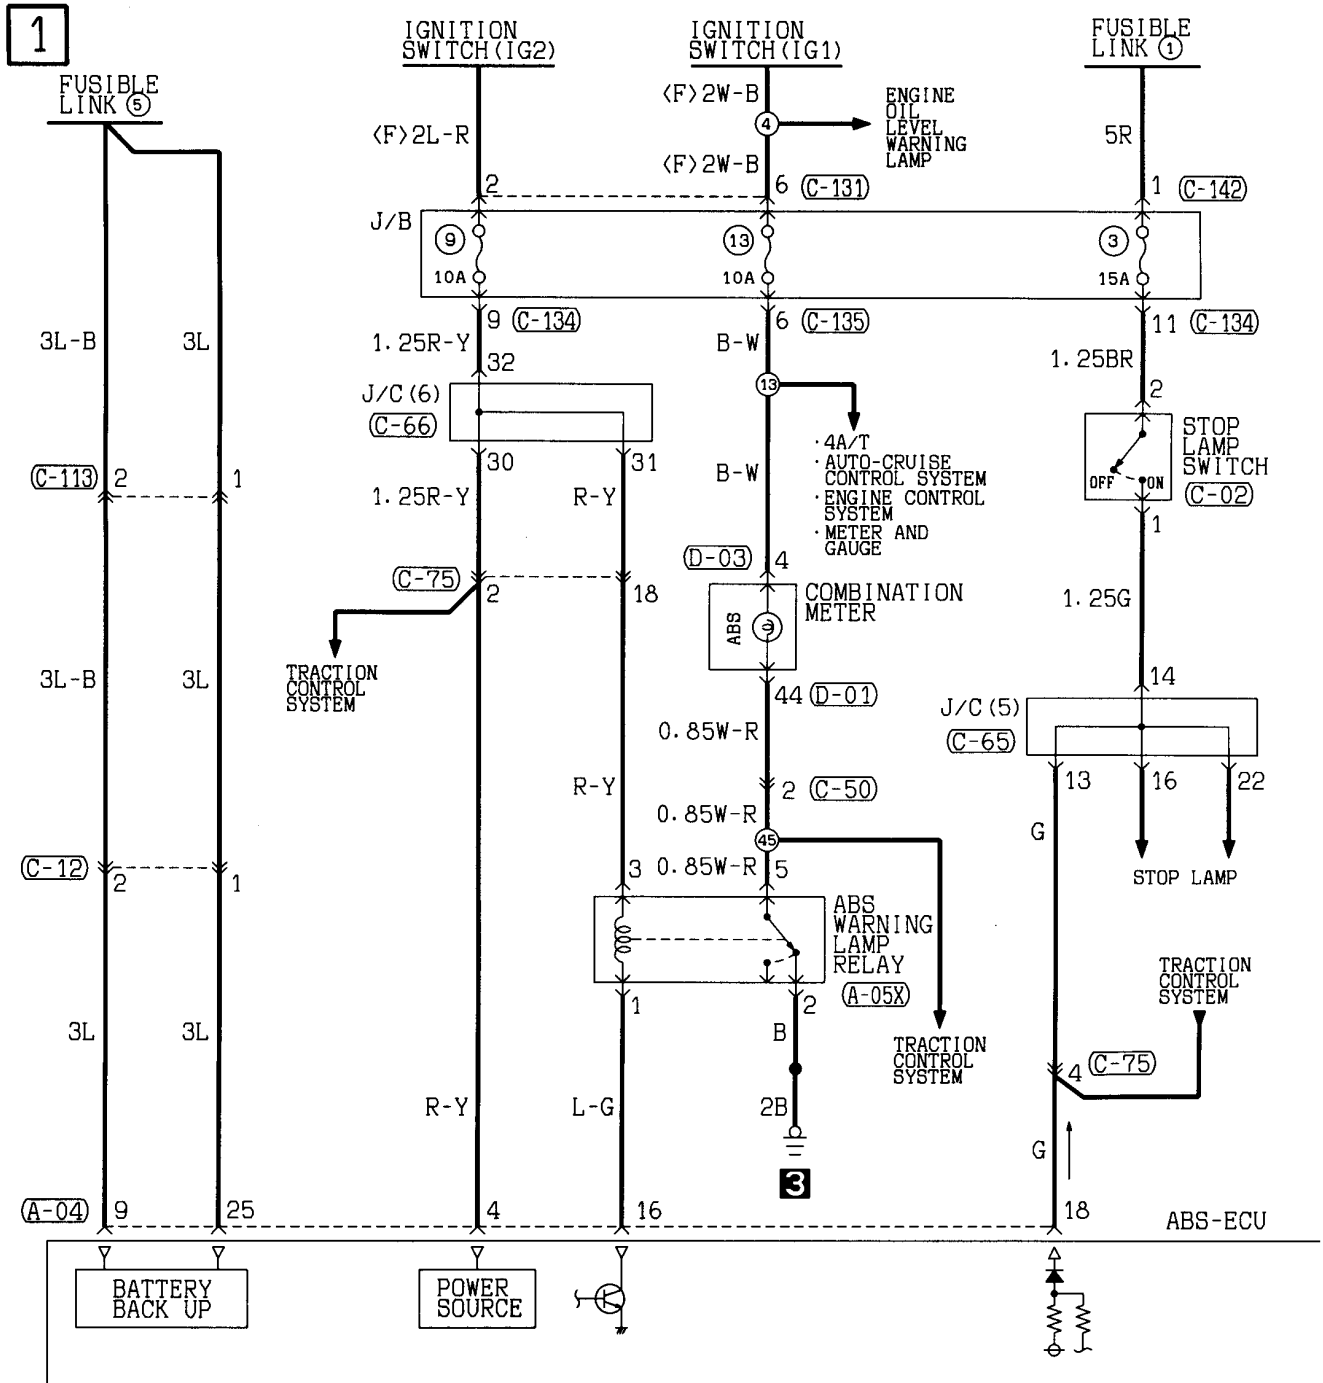 1
IGNITION
SWITCH(IG2)
IGNITION
SWITCH(IG1)
FUSIBLE
LINK ①
FUSIBLE
LINK ⑤
<F>2W-B
4
ENGINE
OIL
LEVEL
WARNING
LAMP
<F>2L-R
5R
<F>2W-B
2
6
C-131
1
C-142
J/B
9
10A
13
10A
3
15A
9
C-134
6
C-135
11
C-134
3L-B
3L
1.25R-Y
B-W
1.25BR
32
13
2
J/C(6)
C-66
STOP
LAMP
SWITCH
C-02
OFF
ON
·4A/T
·AUTO-CRUISE
CONTROL SYSTEM
·ENGINE CONTROL
SYSTEM
·METER AND
GAUGE
30
31
C-113
2
1
1.25R-Y
R-Y
B-W
1
D-03
4
C-75
2
18
COMBINATION
METER
ABS
1.25G
TRACTION
CONTROL
SYSTEM
3L-B
3L
44
D-01
14
J/C(5)
C-65
0.85W-R
R-Y
2
C-50
13
16
22
0.85W-R
45
G
C-12
2
1
3
0.85W-R
5
STOP LAMP
ABS
WARNING
LAMP
RELAY
A-05X
TRACTION
CONTROL
SYSTEM
1
2
3L
3L
B
TRACTION
CONTROL
SYSTEM
4
C-75
R-Y
L-G
2B
G
3
A-04
9
25
4
16
18
ABS-ECU
BATTERY
BACK UP
POWER
SOURCE